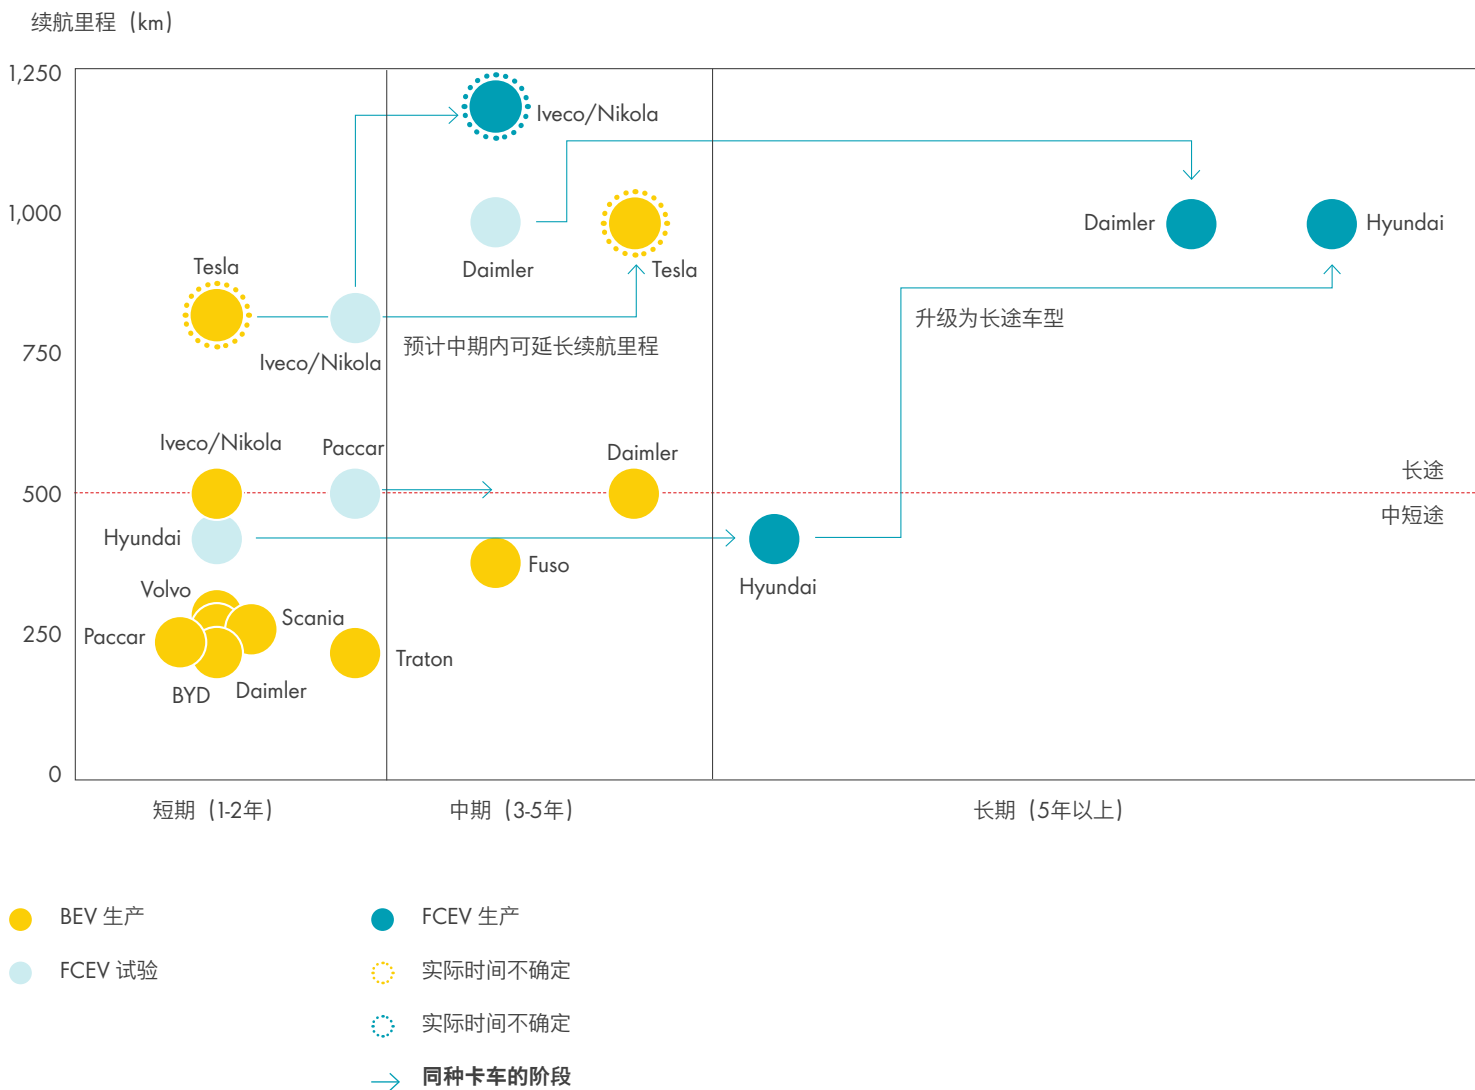 续航里程（km）
1,250
Iveco/Nikola
1,000
Daimler
Hyundai
Tesla
Daimler
Tesla
升级为长途车型
预计中期内可延长续航里程
750
Iveco/Nikola
Iveco/Nikola
Paccar
Daimler
长途
500
中短途
Hyundai
Fuso
Volvo
Hyundai
Scania
250
Paccar
Traton
BYD
Daimler
0
短期（1-2年）
中期（3-5年）
长期（5年以上）
BEV 生产
FCEV 生产
FCEV 试验
实际时间不确定
实际时间不确定
同种卡车的阶段